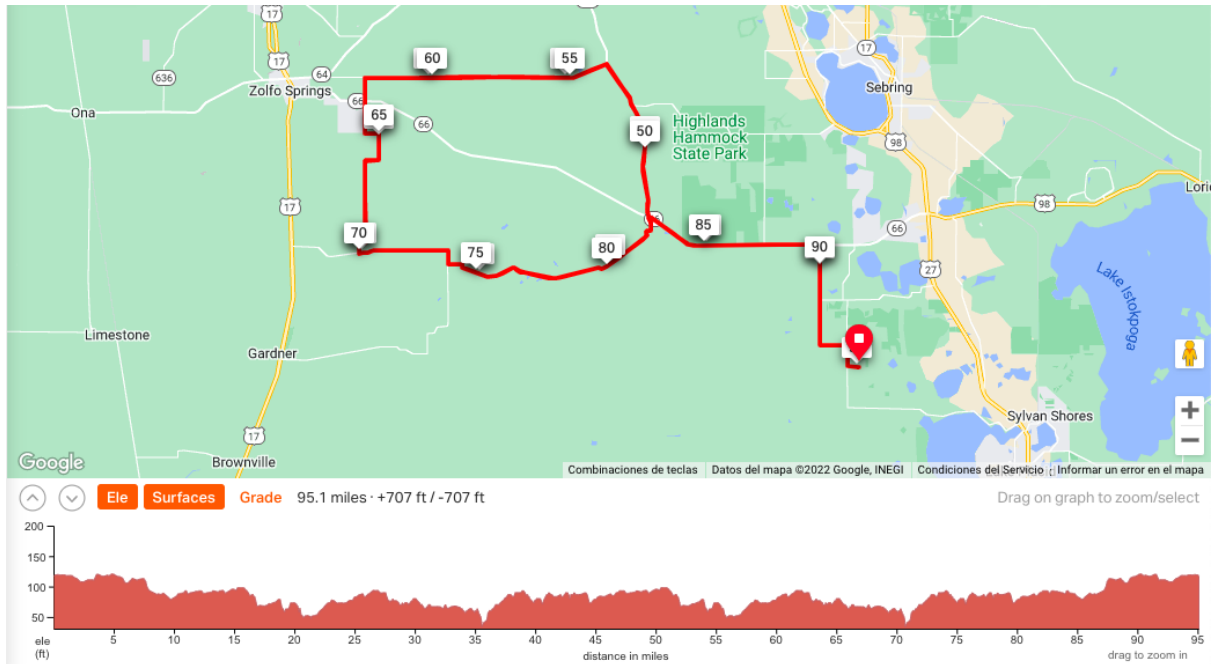 17
17
636
64
60
55
17
Zolfo Springs
66
Sebring
Ona
65
66
50
Highlands
Hammock
State Park
98
98
Lorid
17
70
85
66
90
75
80
27
Lake Istokpoga
Limestone
Gardner
Sylvan Shores
17
Brownville
Google
Combinaciones de teclas
Datos del mapa ©2022 Google, INEGI
Condiciones del Servicio
Informar un error en el mapa
Ele
Surfaces
Grade
95.1 miles · +707 ft / -707 ft
Drag on graph to zoom/select
200
150
100
50
ele
(ft)
5 10 15 20 25 30 35 40 45 50 55 60 65 70 75 80 85 90 95
distance in miles
drag to zoom in